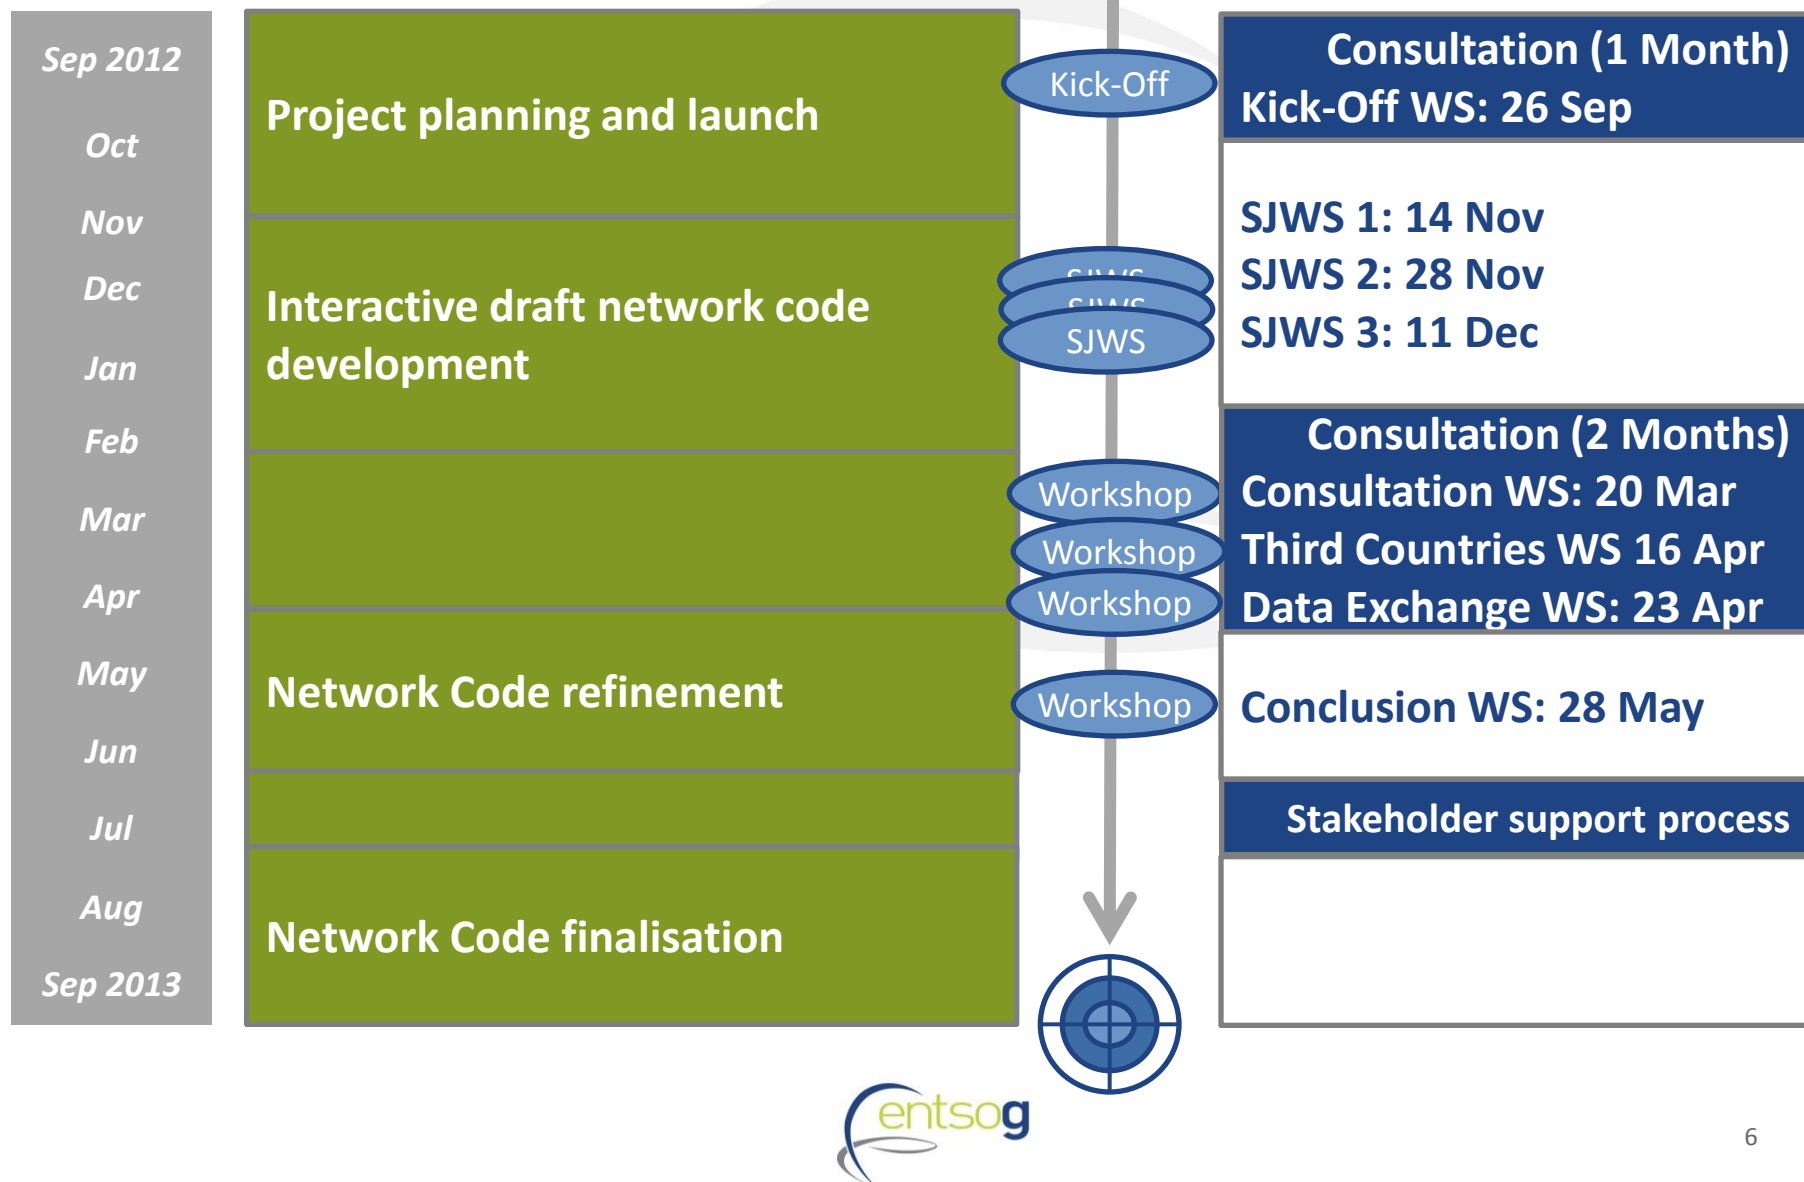 Sep 2012
Oct
Nov
Dec
Jan
Feb
Mar
Apr
May
Jun
Jul
Aug
Sep 2013
Project planning and launch
Interactive draft network code
development
Network Code refinement
Network Code finalisation
Kick-Off
SJWS
SJWS
SJWS
Workshop
Workshop
Workshop
Workshop
Consultation (1 Month)
Kick-Off WS: 26 Sep
SJWS 1: 14 Nov
SJWS 2: 28 Nov
SJWS 3: 11 Dec
Consultation (2 Months)
Consultation WS: 20 Mar
Third Countries WS 16 Apr
Data Exchange WS: 23 Apr
Conclusion WS: 28 May
Stakeholder support process
entsog
6